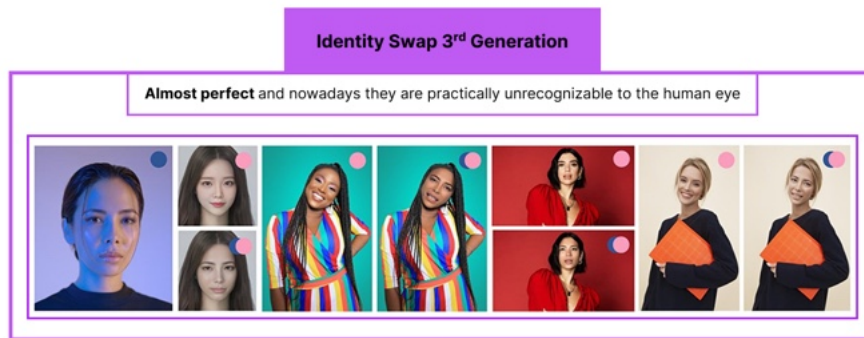 Identity Swap 3rd Generation
Almost perfect and nowadays they are practically unrecognizable to the human eye